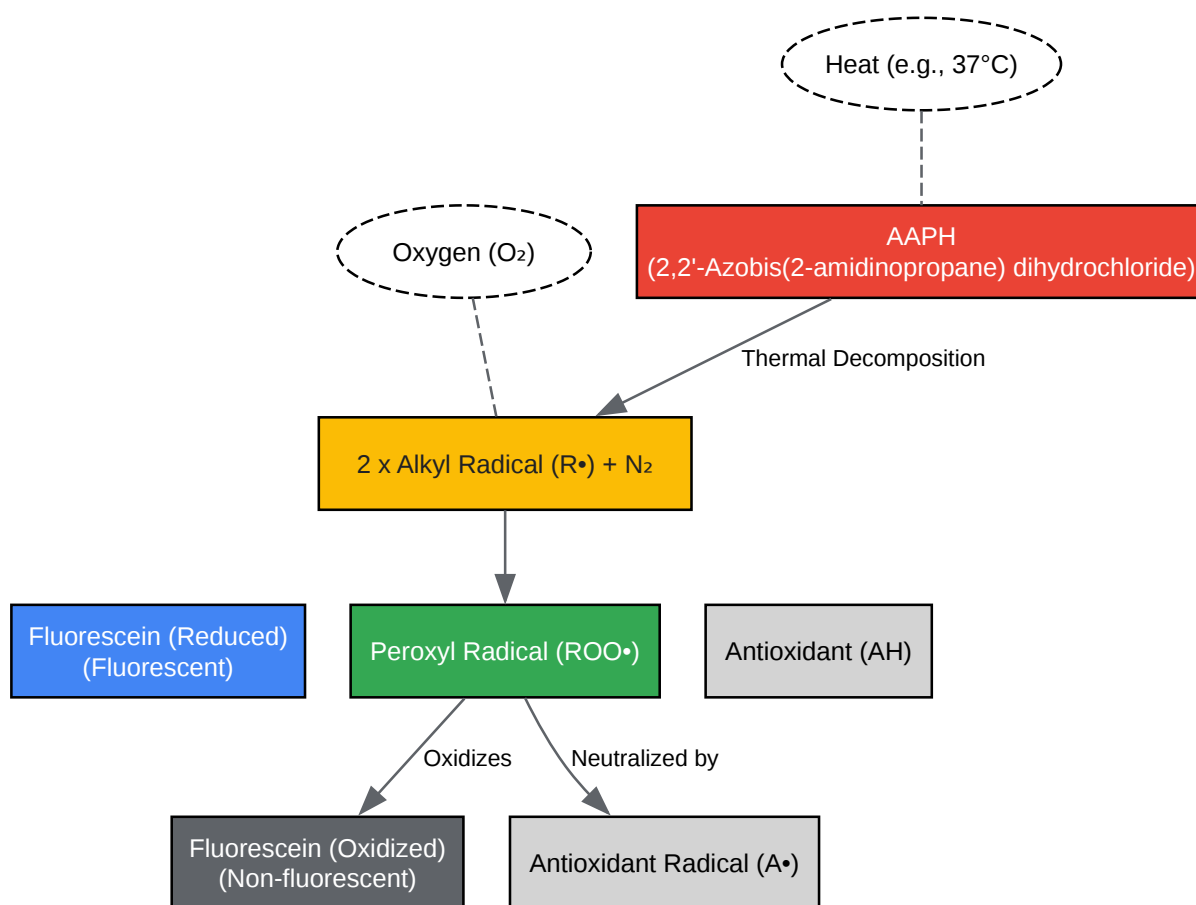 Heat (e.g., 37°C)
Oxygen (O₂)
AAPH
(2,2'-Azobis(2-amidinopropane) dihydrochloride)
Thermal Decomposition
2 x Alkyl Radical (R•) + N₂
Fluorescein (Reduced)
(Fluorescent)
Peroxyl Radical (ROO•)
Antioxidant (AH)
Oxidizes
Neutralized by
Fluorescein (Oxidized)
(Non-fluorescent)
Antioxidant Radical (A•)